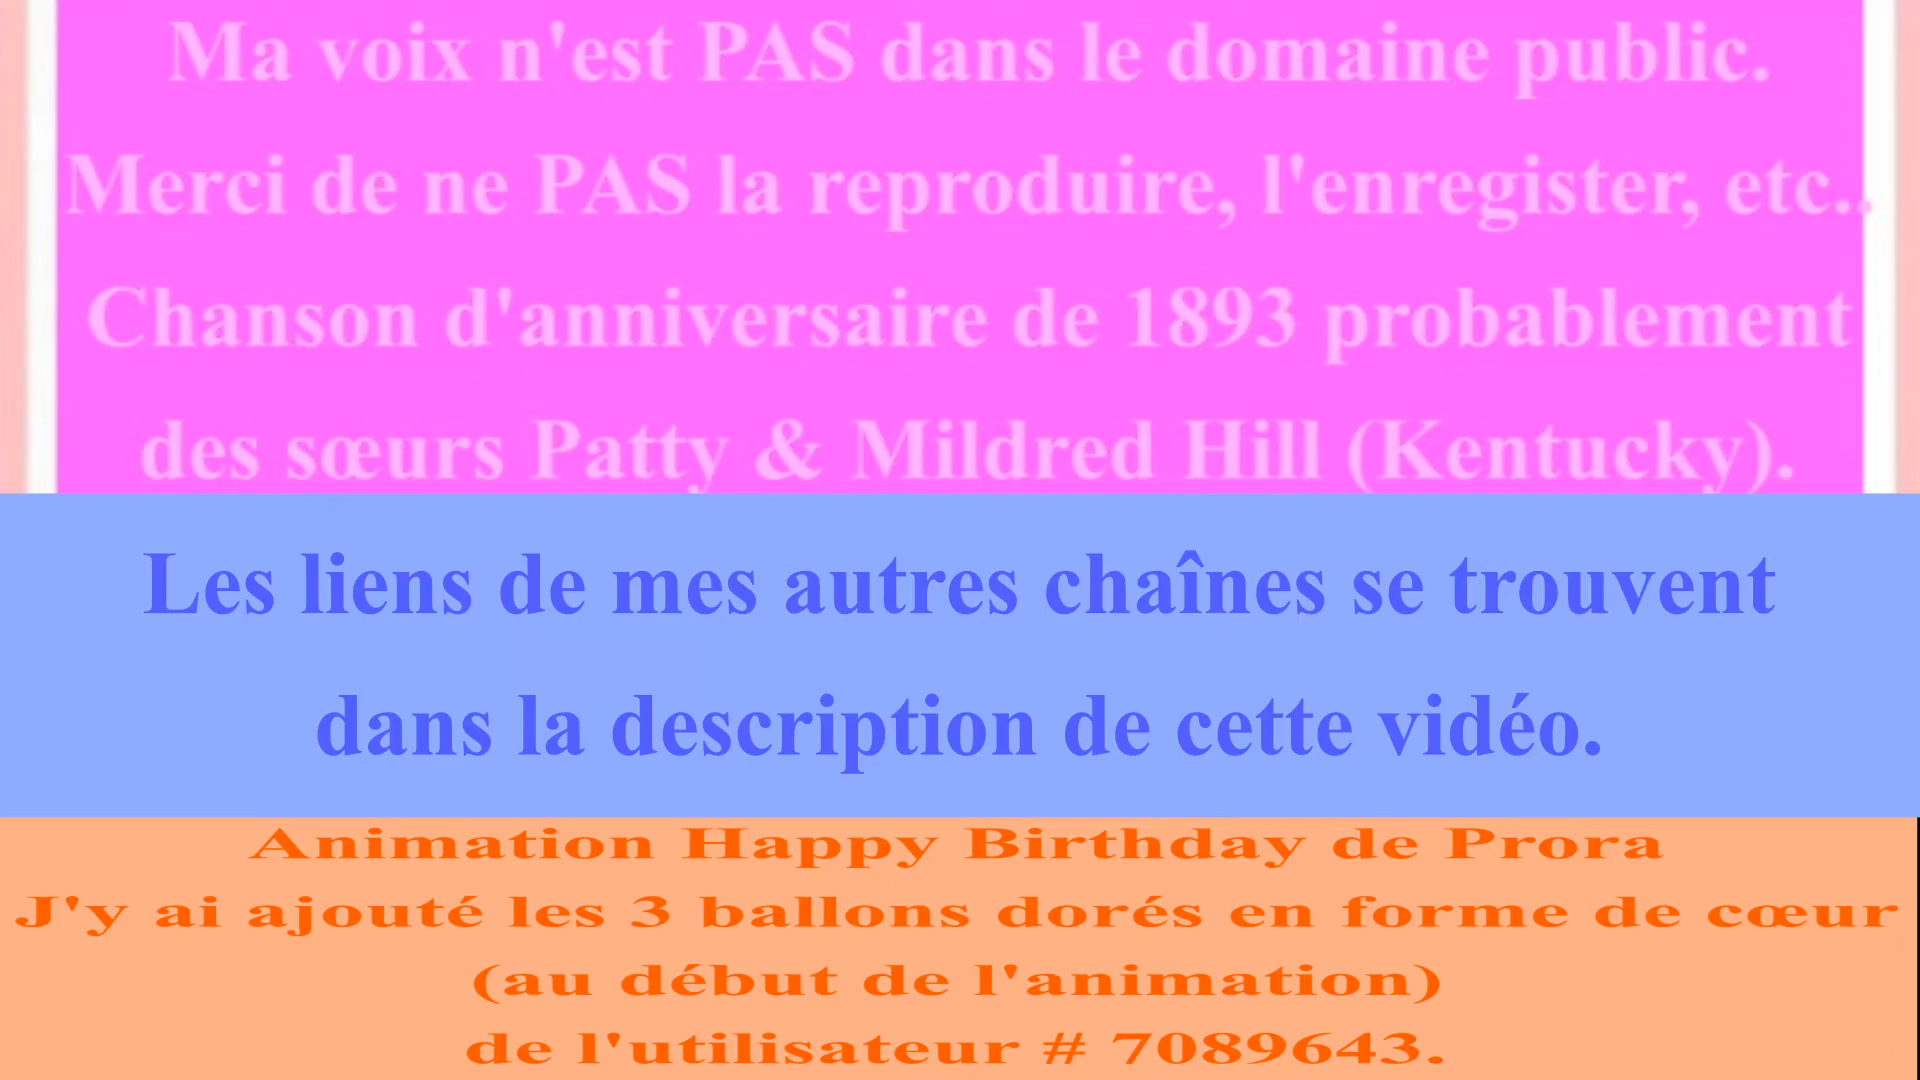 Ma voix n'est PAS dans le domaine public.
Merci de ne PAS la reproduire, l'enregister, etc..
Chanson d'anniversaire de 1893 probablement
des sœurs Patty & Mildred Hill (Kentucky).
Les liens de mes autres chaînes se trouvent
dans la description de cette vidéo.
Animation Happy Birthday de Prora
J'y ai ajouté les 3 ballons dorés en forme de cœur
(au début de l'animation)
de l'utilisateur # 7089643.